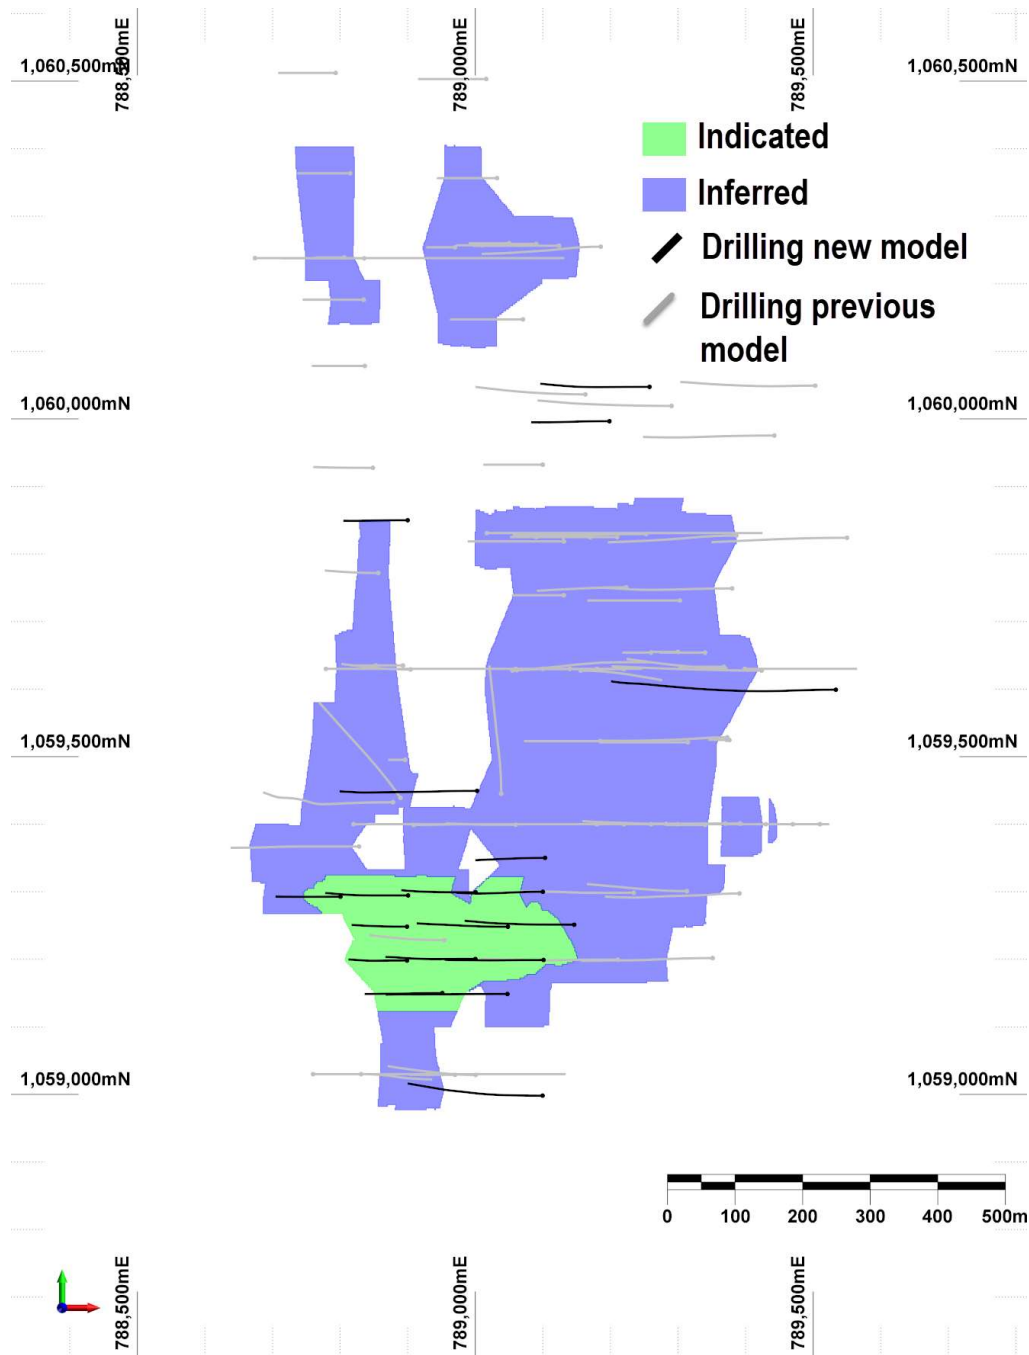 788,500mE
789,000mE
789,500mE
1,060,500mN
1,060,500mN
Indicated
Inferred
Drilling new model
Drilling previous
model
1,060,000mN
1,060,000mN
1,059,500mN
1,059,500mN
1,059,000mN
1,059,000mN
0 100 200 300 400 500m
788,500mE
789,000mE
789,500mE